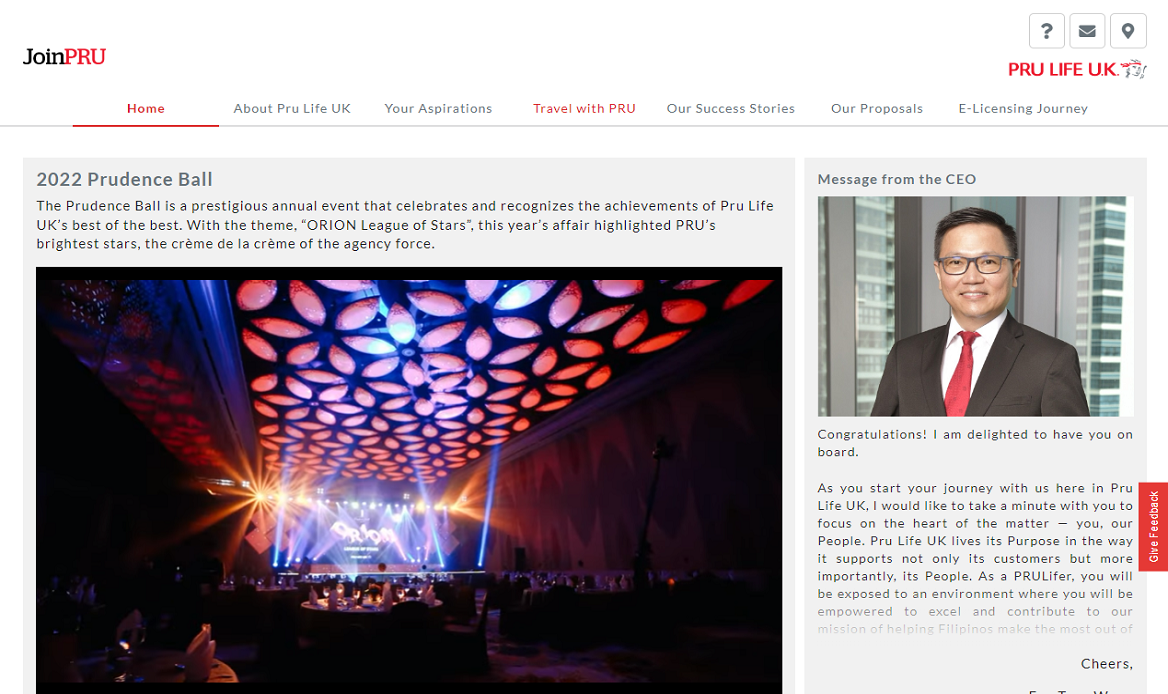 JoinPRU
PRU LIFE U.K.
Home
About Pru Life UK
Your Aspirations
Travel with PRU
Our Success Stories
Our Proposals
E-Licensing Journey
2022 Prudence Ball
The Prudence Ball is a prestigious annual event that celebrates and recognizes the achievements of Pru Life
UK’s best of the best. With the theme, “ORION League of Stars”, this year’s affair highlighted PRU’s
brightest stars, the crème de la crème of the agency force.
ORION
LEAGUE OF STARS
Message from the CEO
Congratulations! I am delighted to have you on
board.
As you start your journey with us here in Pru
Life UK, I would like to take a minute with you to
focus on the heart of the matter — you, our
People. Pru Life UK lives its Purpose in the way
it supports not only its customers but more
importantly, its People. As a PRULifer, you will
be exposed to an environment where you will be
empowered to excel and contribute to our
mission of helping Filipinos make the most out of
Cheers,
Give Feedback